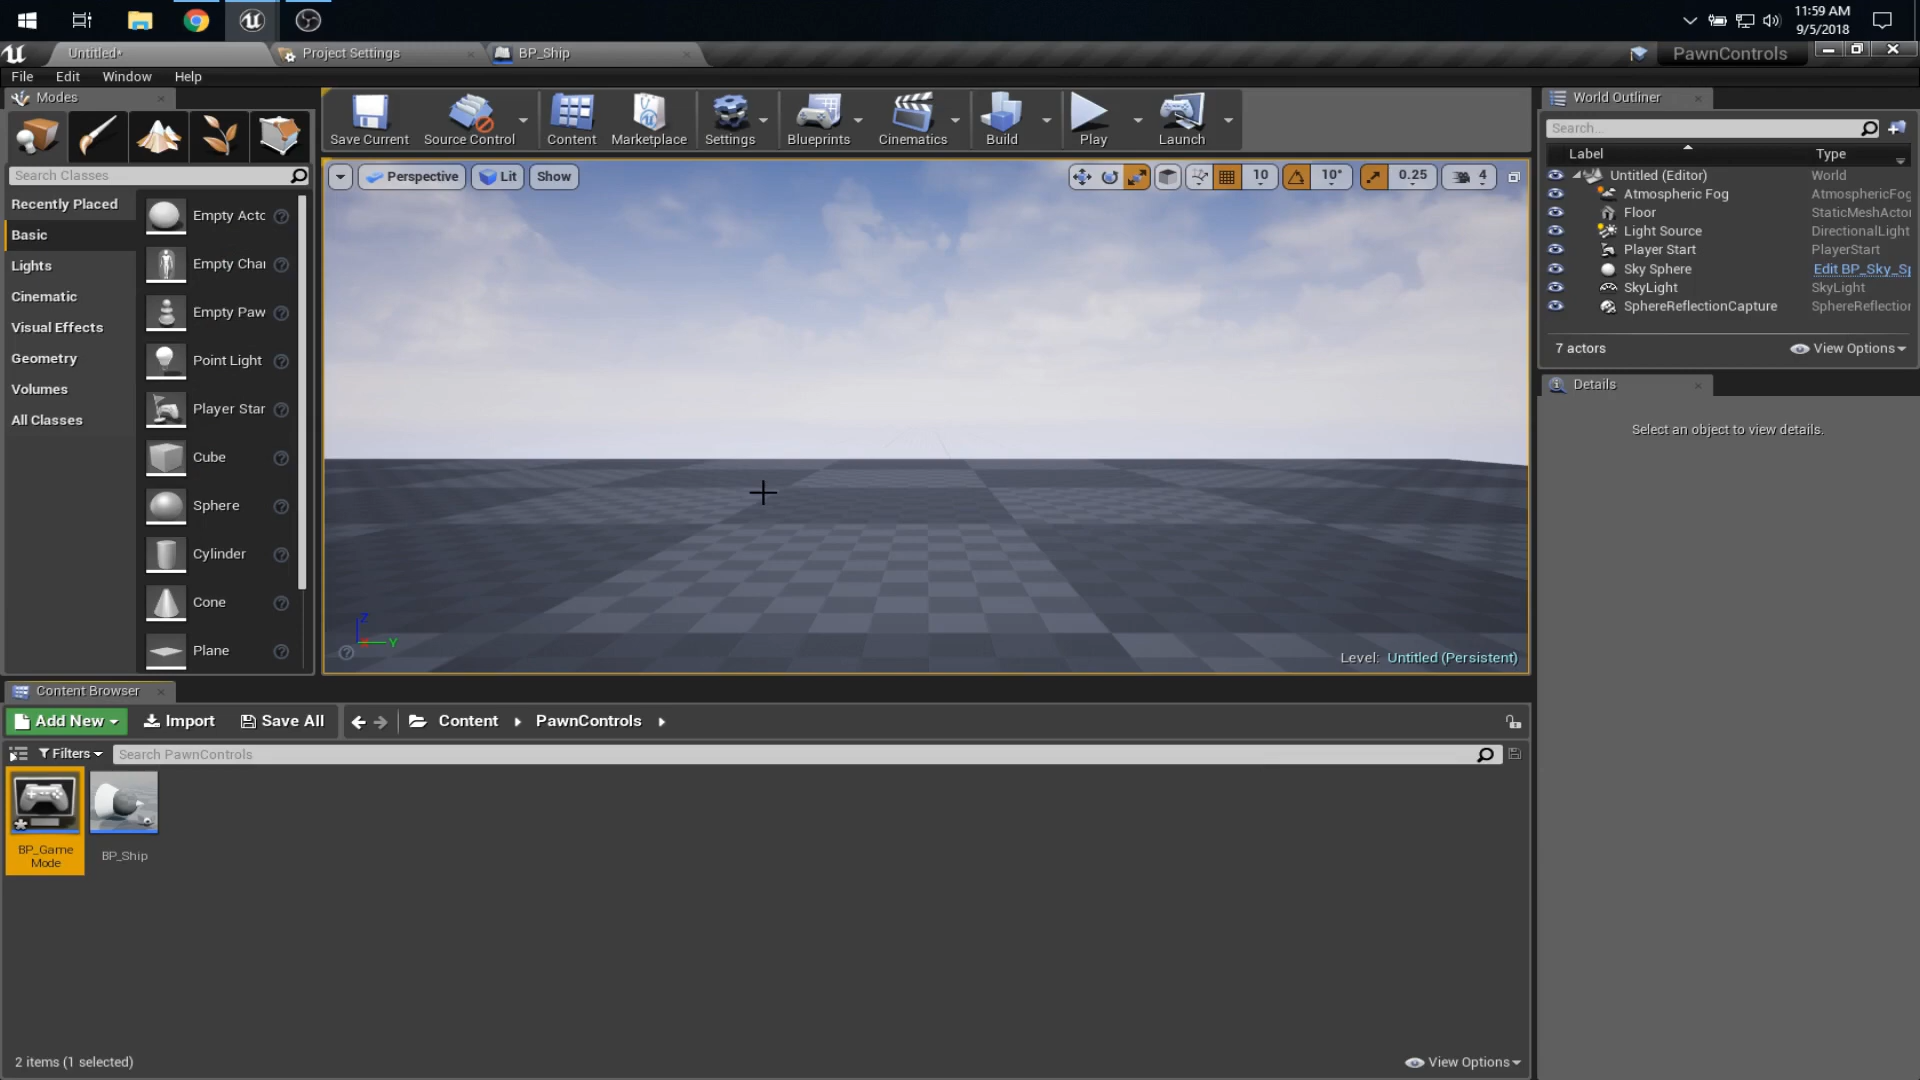 11:59 AM
9/5/2018
Untitled*
Project Settings
BP_Ship
PawnControls
File
Edit
Window
Help
Modes
Search Classes
Recently Placed
Basic
Lights
Cinematic
Visual Effects
Geometry
Volumes
All Classes
Empty Acto
Empty Char
Empty Paw
Point Light
Player Star
Cube
Sphere
Cylinder
Cone
Plane
Save Current
Source Control
Content
Marketplace
Settings
Blueprints
Cinematics
Build
Play
Launch
Perspective
Lit
Show
10
10°
0.25
4
Z
Y
Level: Untitled (Persistent)
World Outliner
Search...
Label
Type
Untitled (Editor)
World
Atmospheric Fog
AtmosphericFog
Floor
StaticMeshActor
Light Source
DirectionalLight
Player Start
PlayerStart
Sky Sphere
Edit BP_Sky_Sp
SkyLight
SkyLight
SphereReflectionCapture
SphereReflection
7 actors
View Options
Details
Select an object to view details.
Content Browser
Add New
Import
Save All
Content
PawnControls
Filters
Search PawnControls
BP_Game
Mode
BP_Ship
2 items (1 selected)
View Options